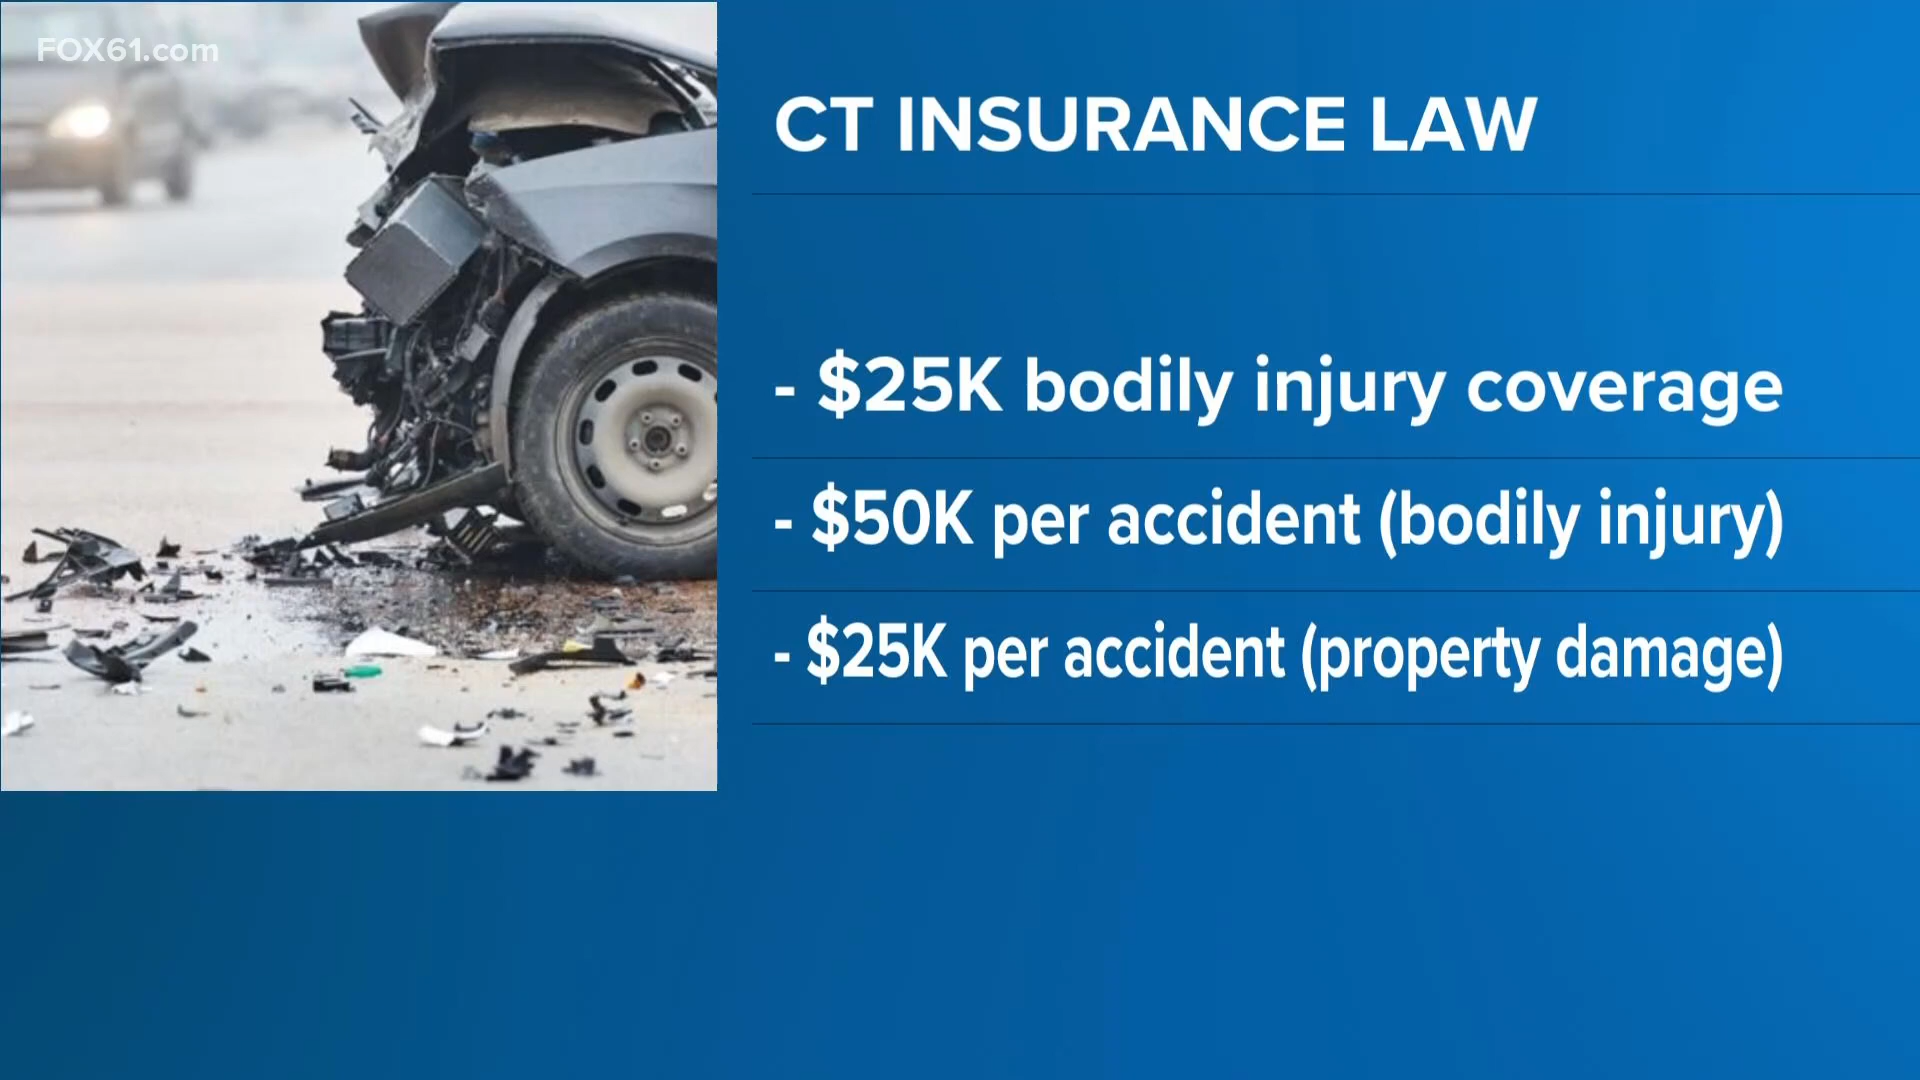 FOX61.com
CT INSURANCE LAW
- $25K bodily injury coverage
- $50K per accident (bodily injury)
- $25K per accident (property damage)